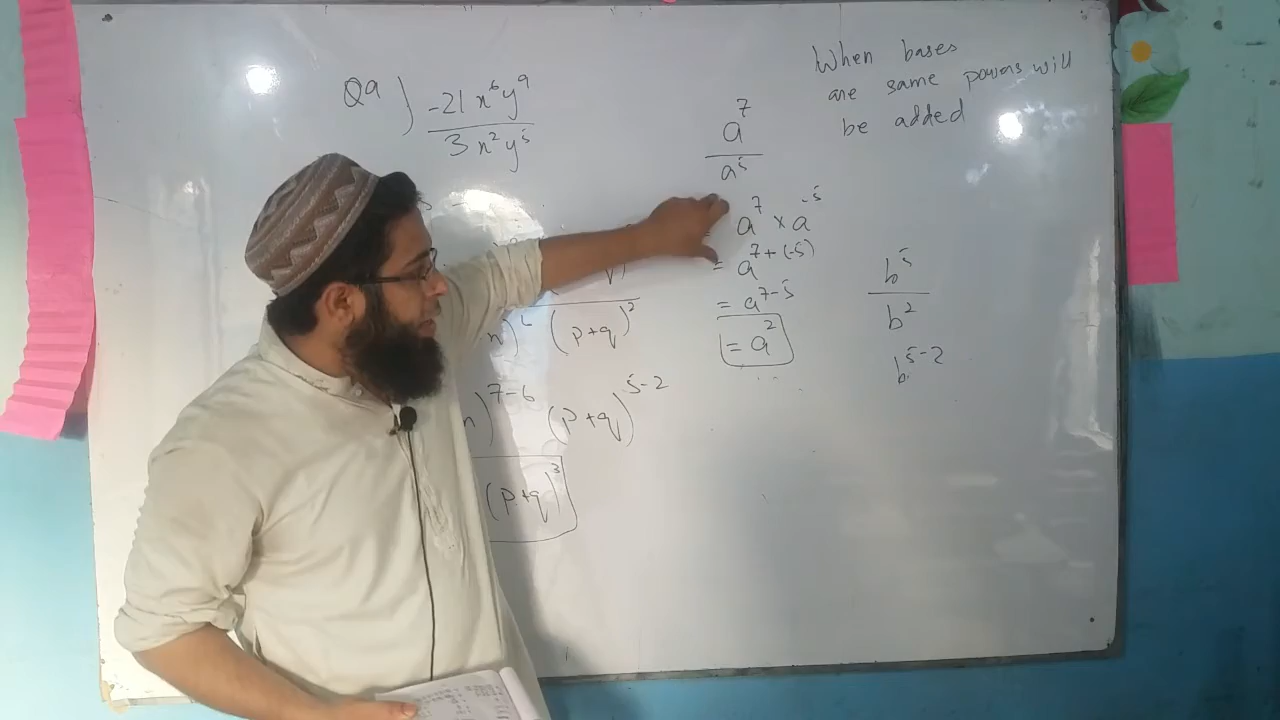 Q9) -21 x⁶y⁹
3 x²y⁵
(p+q)²
7-6 (p+q)⁵⁻²
(p+q)³
When bases
are same powers will
be added
a⁷
a⁵
a⁷ × a⁻⁵
= a⁷⁺⁽⁻⁵⁾
= a⁷⁻⁵
= a²
b⁵
b²
b⁵⁻²